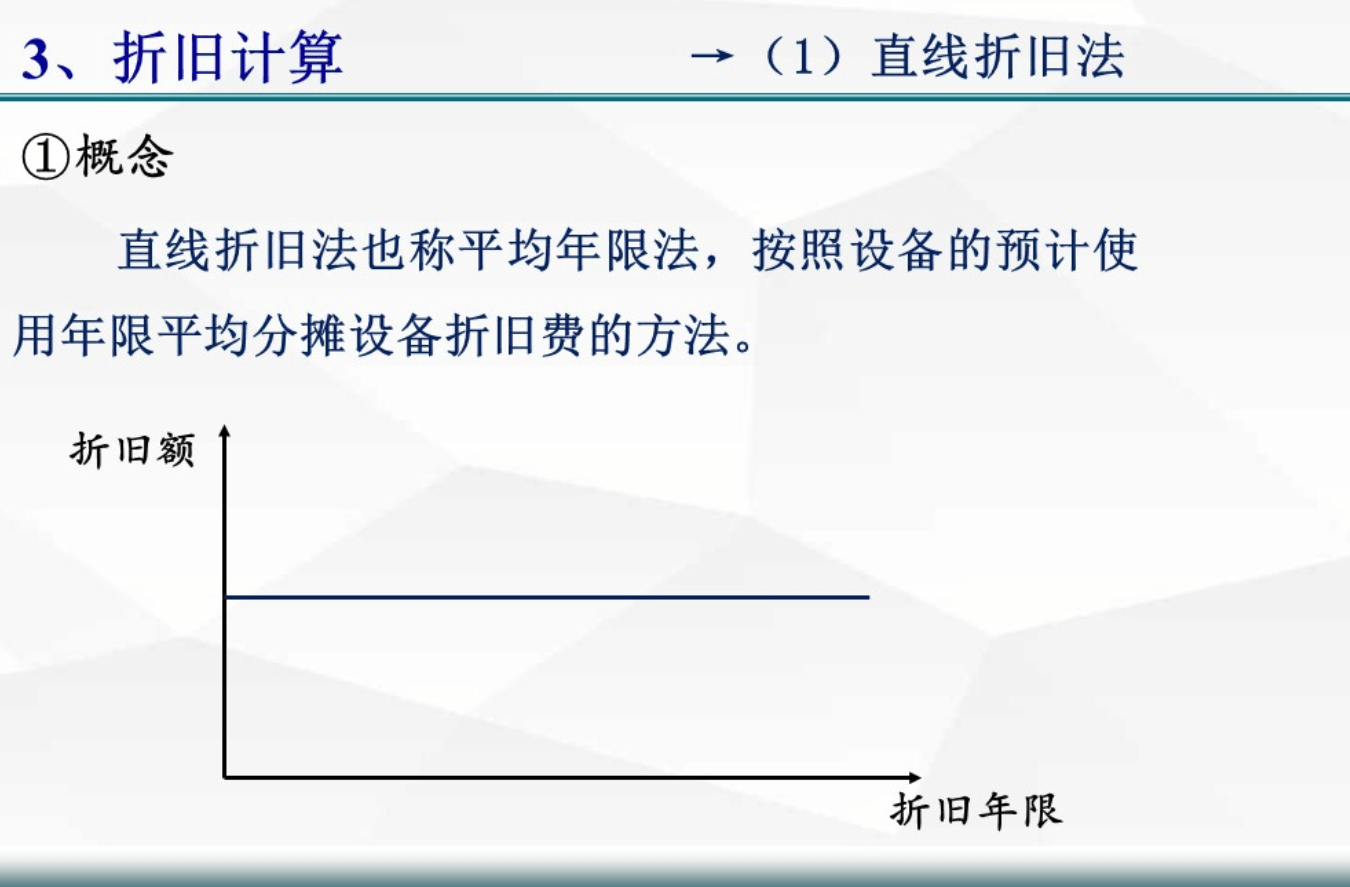 3、折旧计算
→（1）直线折旧法
①概念
直线折旧法也称平均年限法，按照设备的预计使
用年限平均分摊设备折旧费的方法。
折旧额
折旧年限